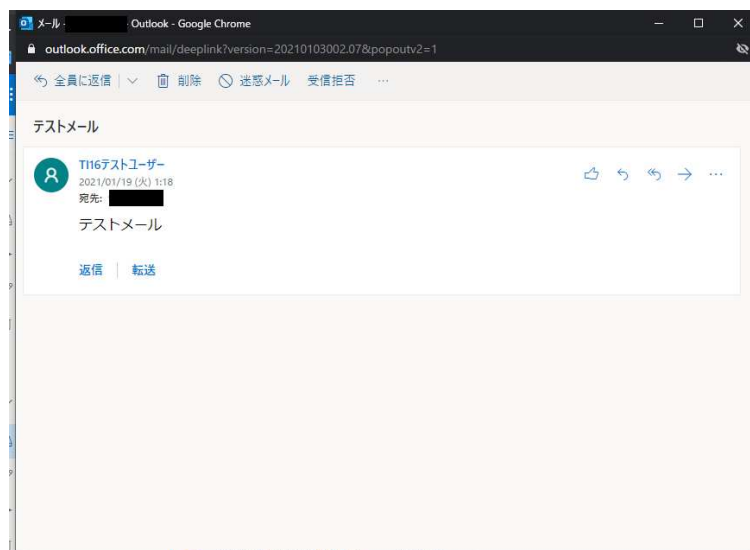 メール - Outlook - Google Chrome
outlook.office.com/mail/deeplink?version=20210103002.07&popoutv2=1
全員に返信 削除 迷惑メール 受信拒否 ...
テストメール
TI16テストユーザー
2021/01/19 (火) 1:18
宛先:
テストメール
返信 転送